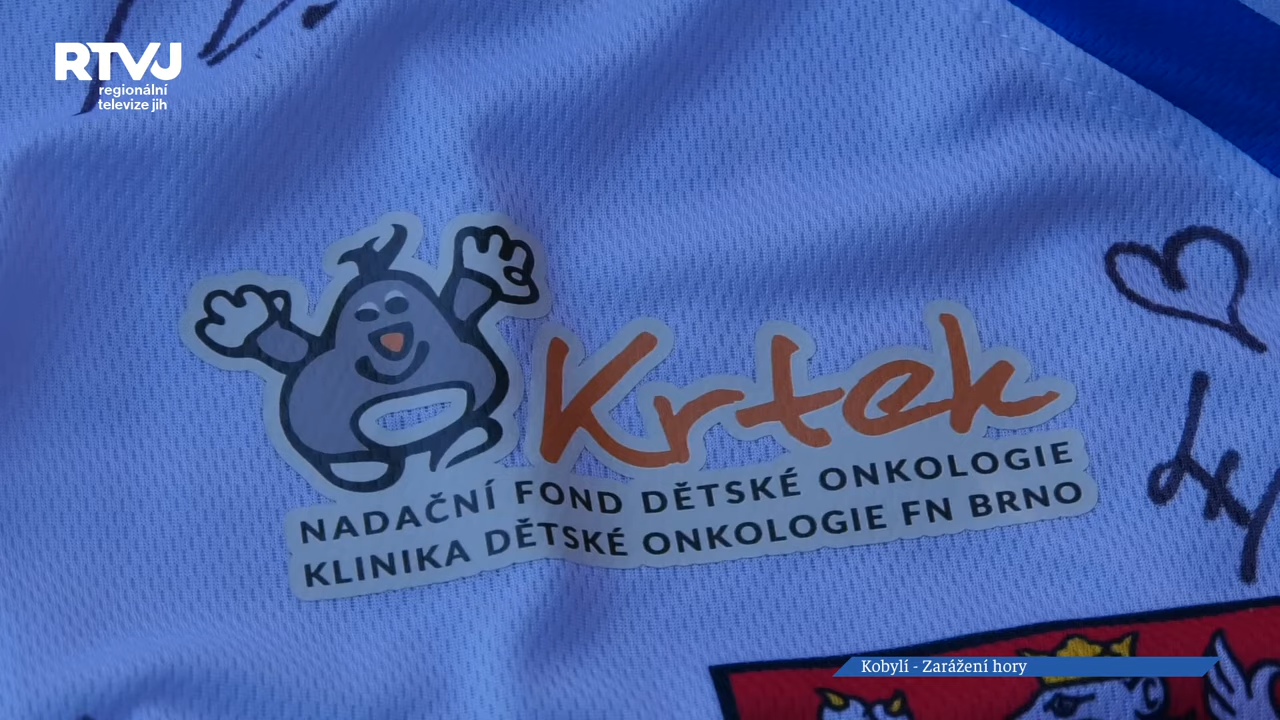 RTVJ
regionální
televize jih
Krtek
NADAČNÍ FOND DĚTSKÉ ONKOLOGIE
KLINIKA DĚTSKÉ ONKOLOGIE FN BRNO
Kobylí - Zarážení hory